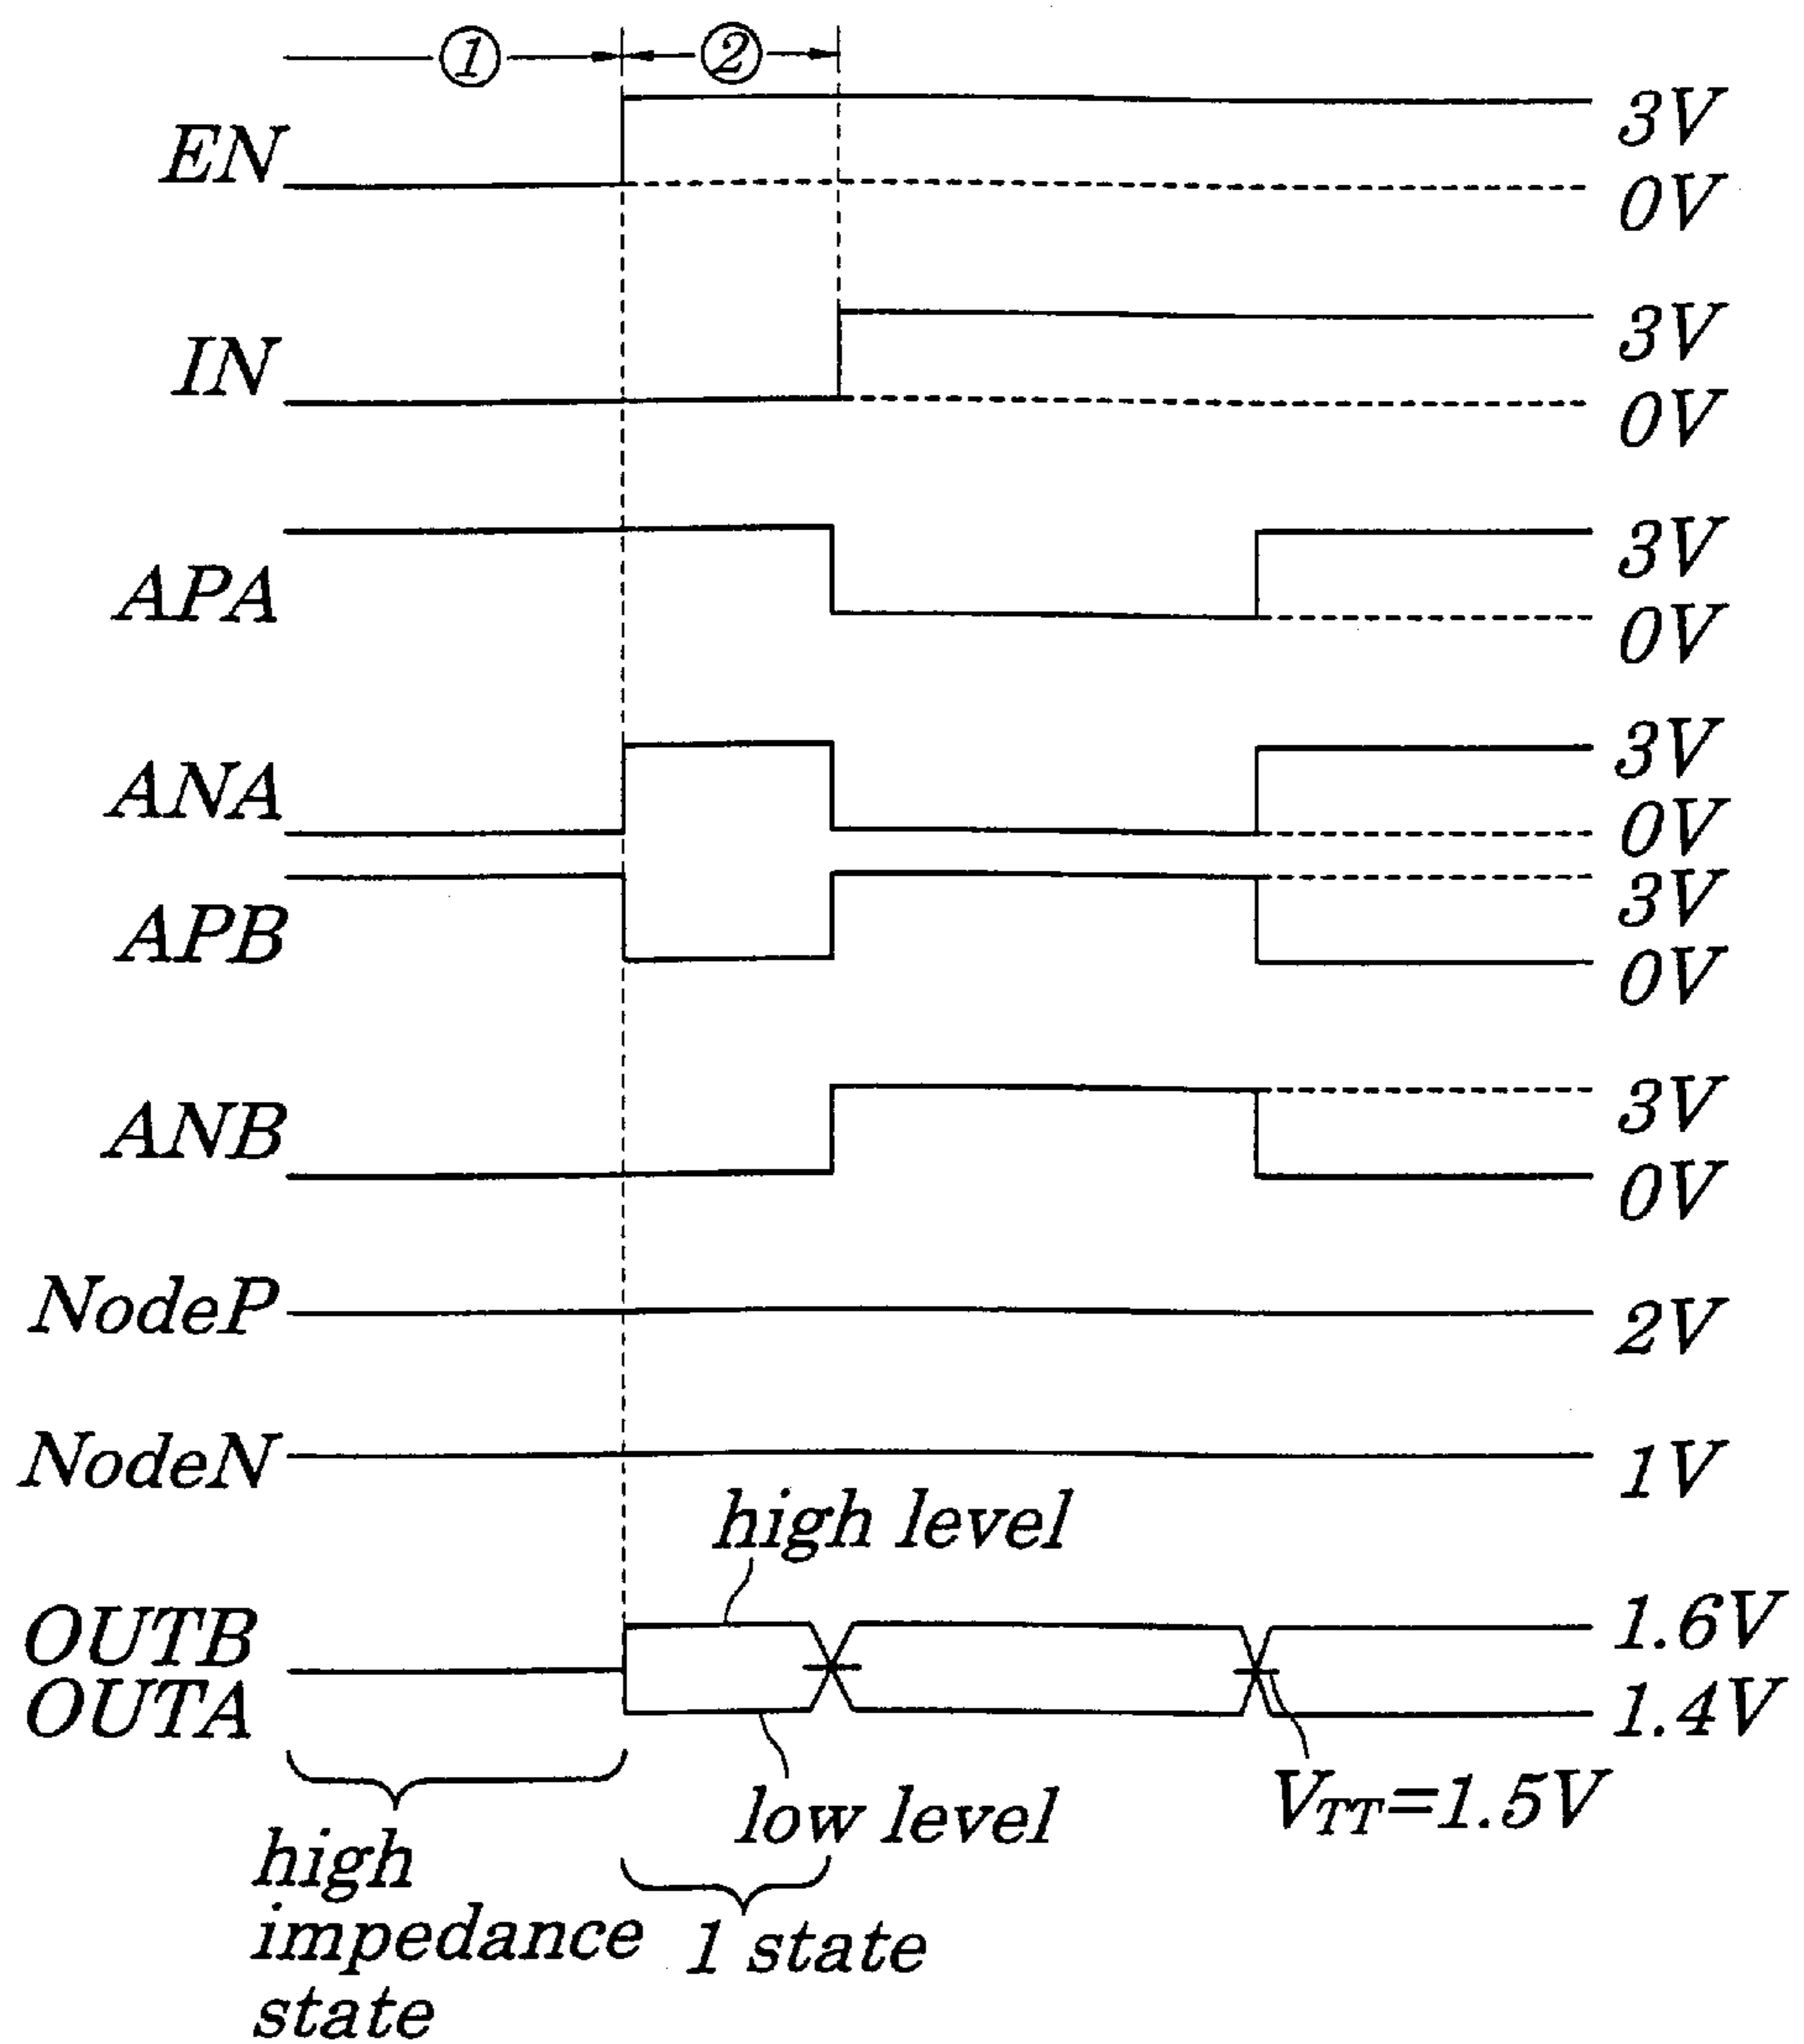 ① ②
EN 3V
0V
IN 3V
0V
APA 3V
0V
ANA 3V
0V
APB 3V
0V
ANB 3V
0V
NodeP 2V
NodeN 1V
high level
OUTB 1.6V
OUTA 1.4V
low level VTT=1.5V
high
impedance 1 state
state